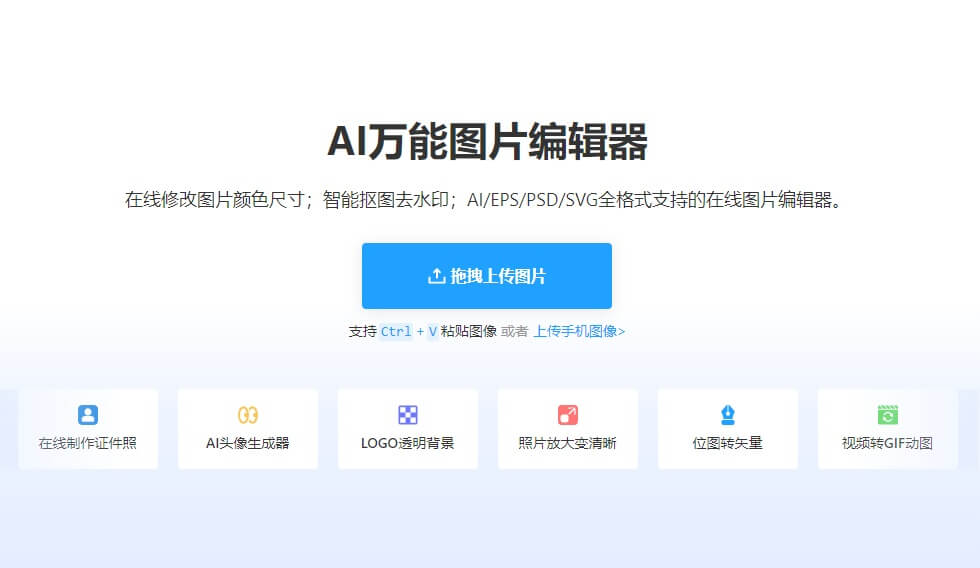 AI万能图片编辑器
在线修改图片颜色尺寸；智能抠图去水印；AI/EPS/PSD/SVG全格式支持的在线图片编辑器。
拖拽上传图片
支持 Ctrl + V 粘贴图像 或者 上传手机图像>
在线制作证件照 AI头像生成器 LOGO透明背景 照片放大变清晰 位图转矢量 视频转GIF动图